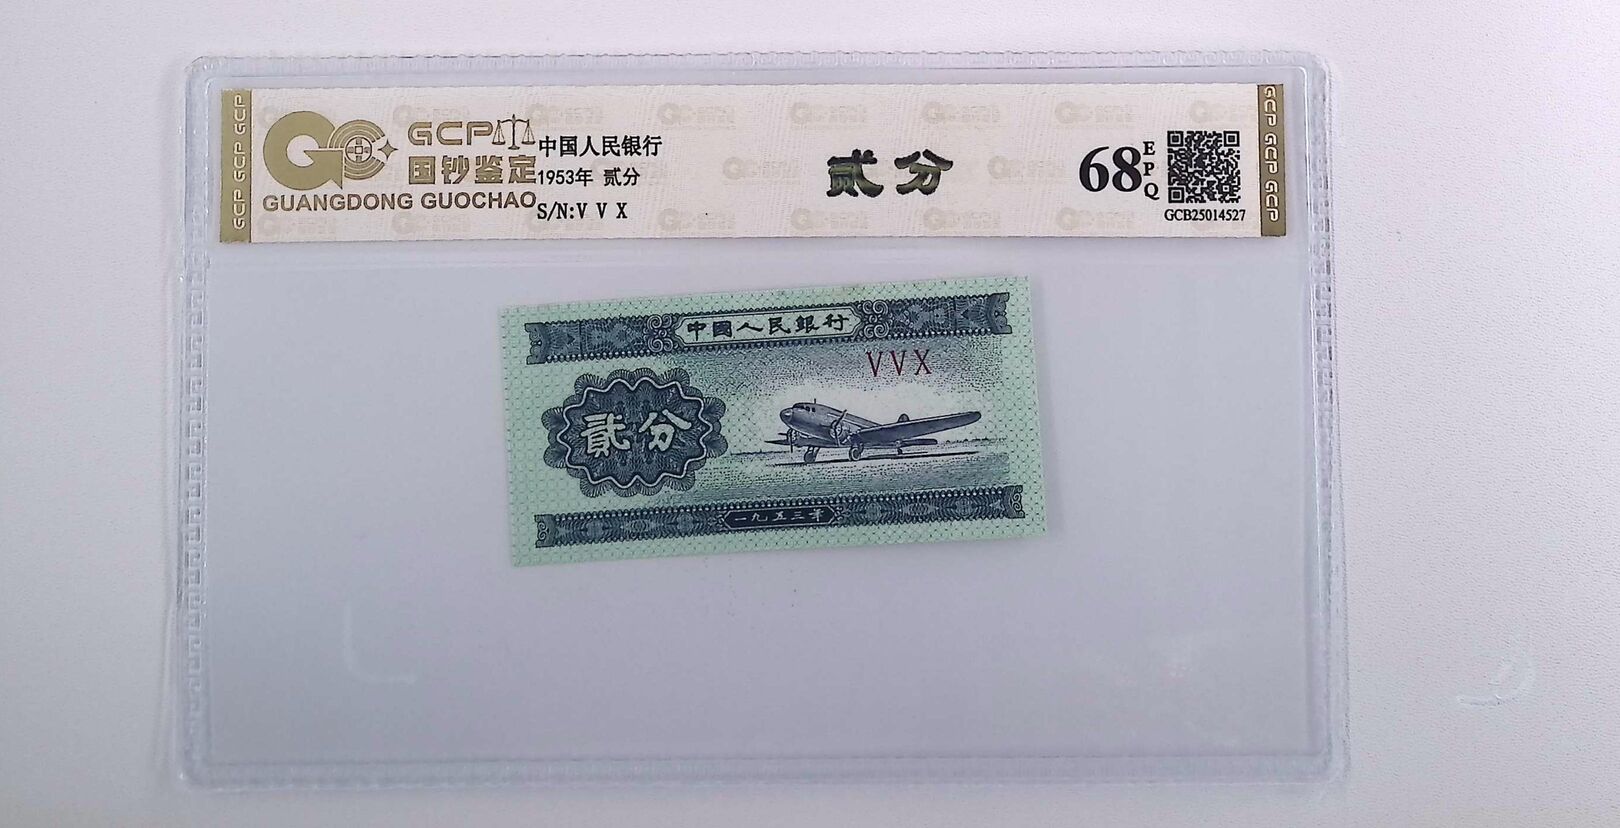 GCP GCP GCP
GCP
国钞鉴定
GUANGDONG GUOCHAO
中国人民银行
1953年 贰分
S/N:V V X
贰分
68
EPQ
GCB25014527
GCP GCP GCP
中國人民銀行
VVX
貳分
一九五三年